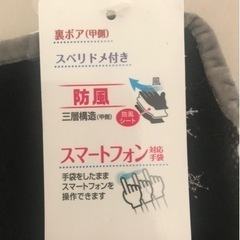 裏ボア(甲側)
スベリドメ付き
防風
風
三層構造(甲側)
防風
シート
スマートフォン対応
手袋
手袋をしたまま
スマートフォンを
操作できます